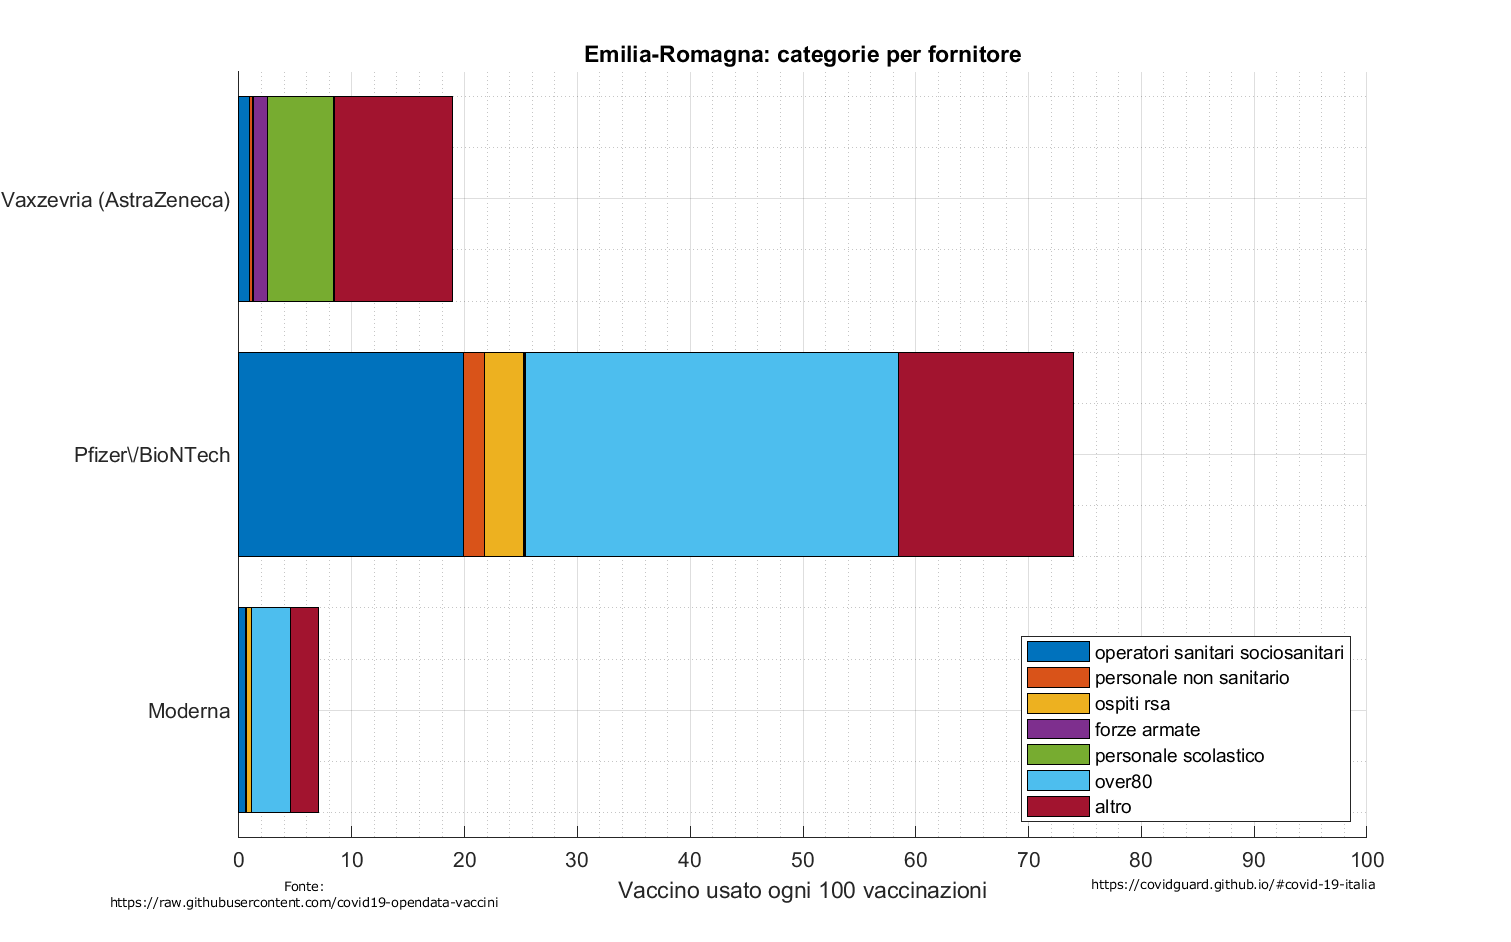 Emilia-Romagna: categorie per fornitore
Vaxzevria (AstraZeneca)
Pfizer\/BioNTech
Moderna
operatori sanitari sociosanitari
personale non sanitario
ospiti rsa
forze armate
personale scolastico
over80
altro
0 10 20 30 40 50 60 70 80 90 100
Vaccino usato ogni 100 vaccinazioni
Fonte:
https://raw.githubusercontent.com/covid19-opendata-vaccini
https://covidguard.github.io/#covid-19-italia